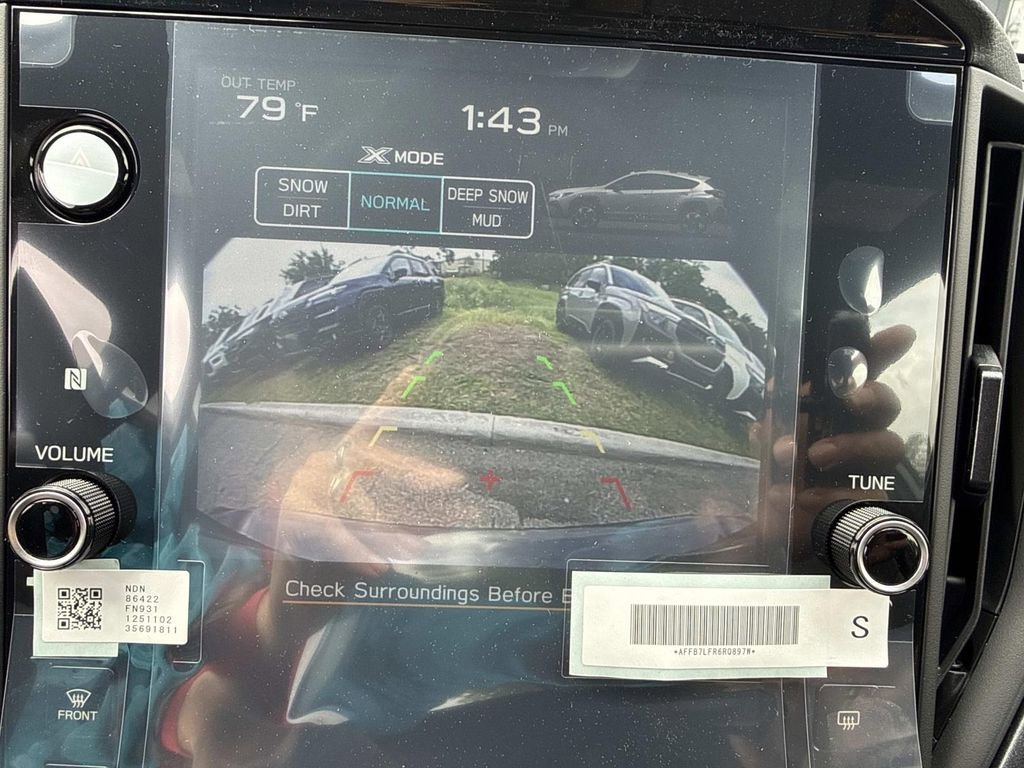 OUT TEMP
79 °F
1:43 PM
X MODE
SNOW
DIRT
NORMAL
DEEP SNOW
MUD
N
VOLUME
TUNE
Check Surroundings Before
NDN
86422
FN931
1251102
35691811
*AFFB7LFR6RQ897W*
S
FRONT